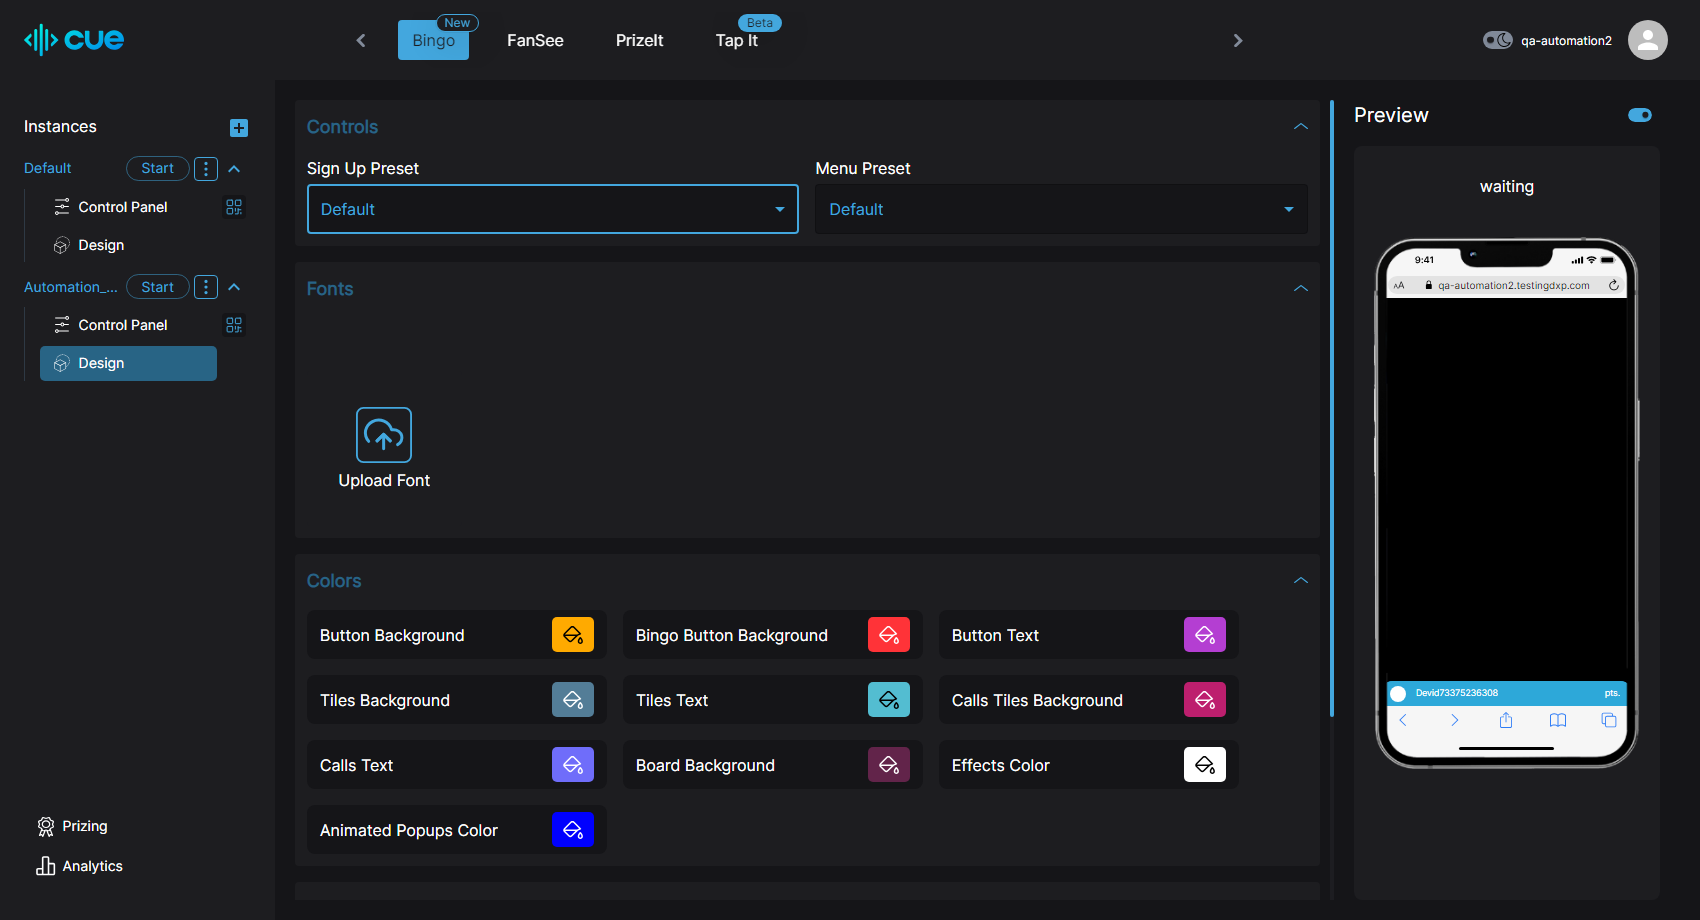 cue
New
Bingo
FanSee
PrizeIt
Beta
Tap It
qa-automation2
Instances
Default
Start
Control Panel
Design
Automation_...
Start
Control Panel
Design
Prizing
Analytics
Controls
Sign Up Preset
Menu Preset
Default
Default
Fonts
Upload Font
Colors
Button Background
Bingo Button Background
Button Text
Tiles Background
Tiles Text
Calls Tiles Background
Calls Text
Board Background
Effects Color
Animated Popups Color
Preview
waiting
9:41
AA
qa-automation2.testingdxp.com
Devid73375236308
pts.